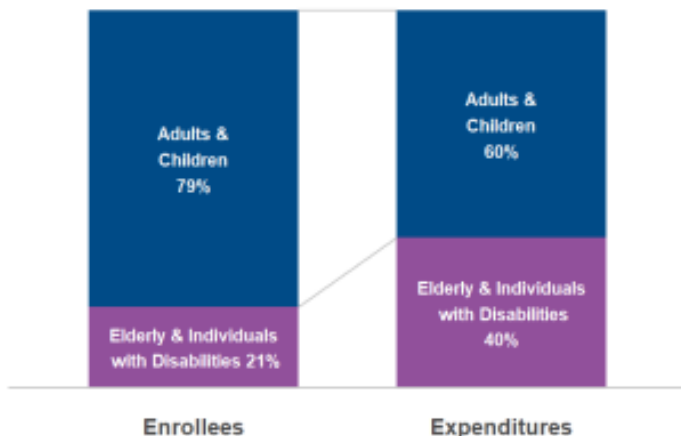 Adults &
Children
79%
Elderly & Individuals
with Disabilities 21%
Enrollees
Adults &
Children
60%
Elderly & Individuals
with Disabilities
40%
Expenditures